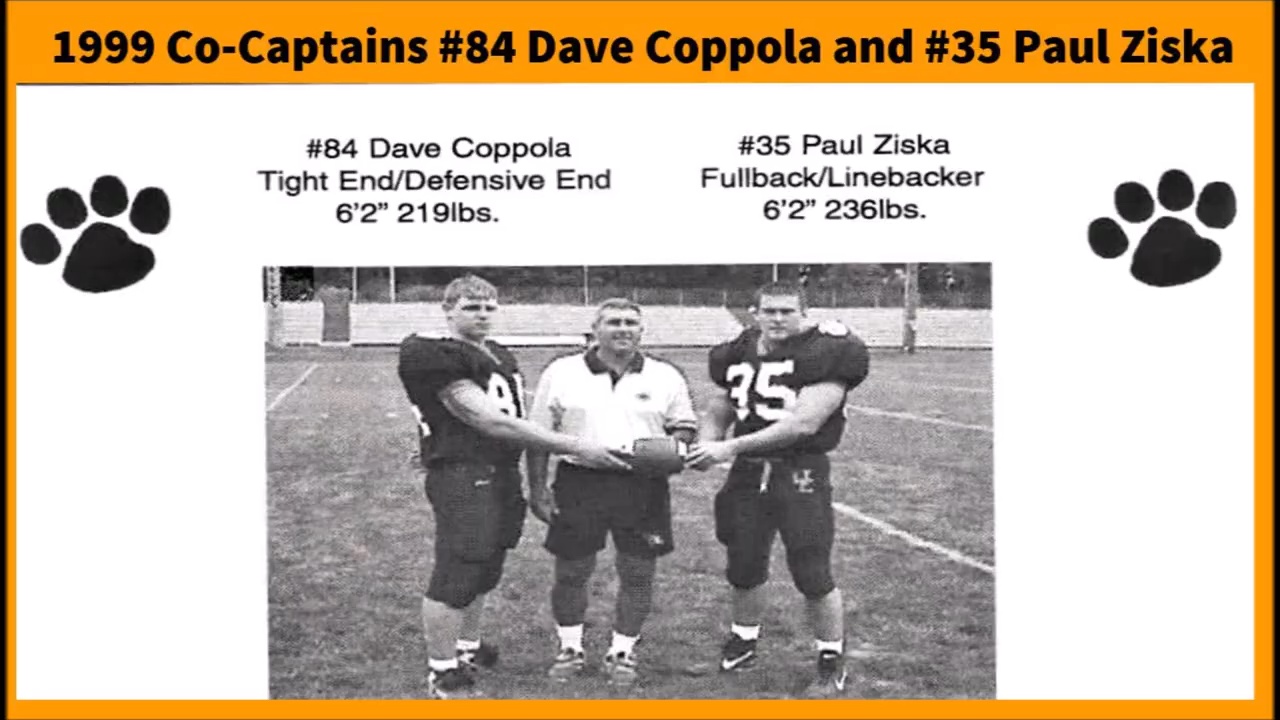 1999 Co-Captains #84 Dave Coppola and #35 Paul Ziska
#84 Dave Coppola
Tight End/Defensive End
6'2” 219lbs.
#35 Paul Ziska
Fullback/Linebacker
6'2” 236lbs.
35